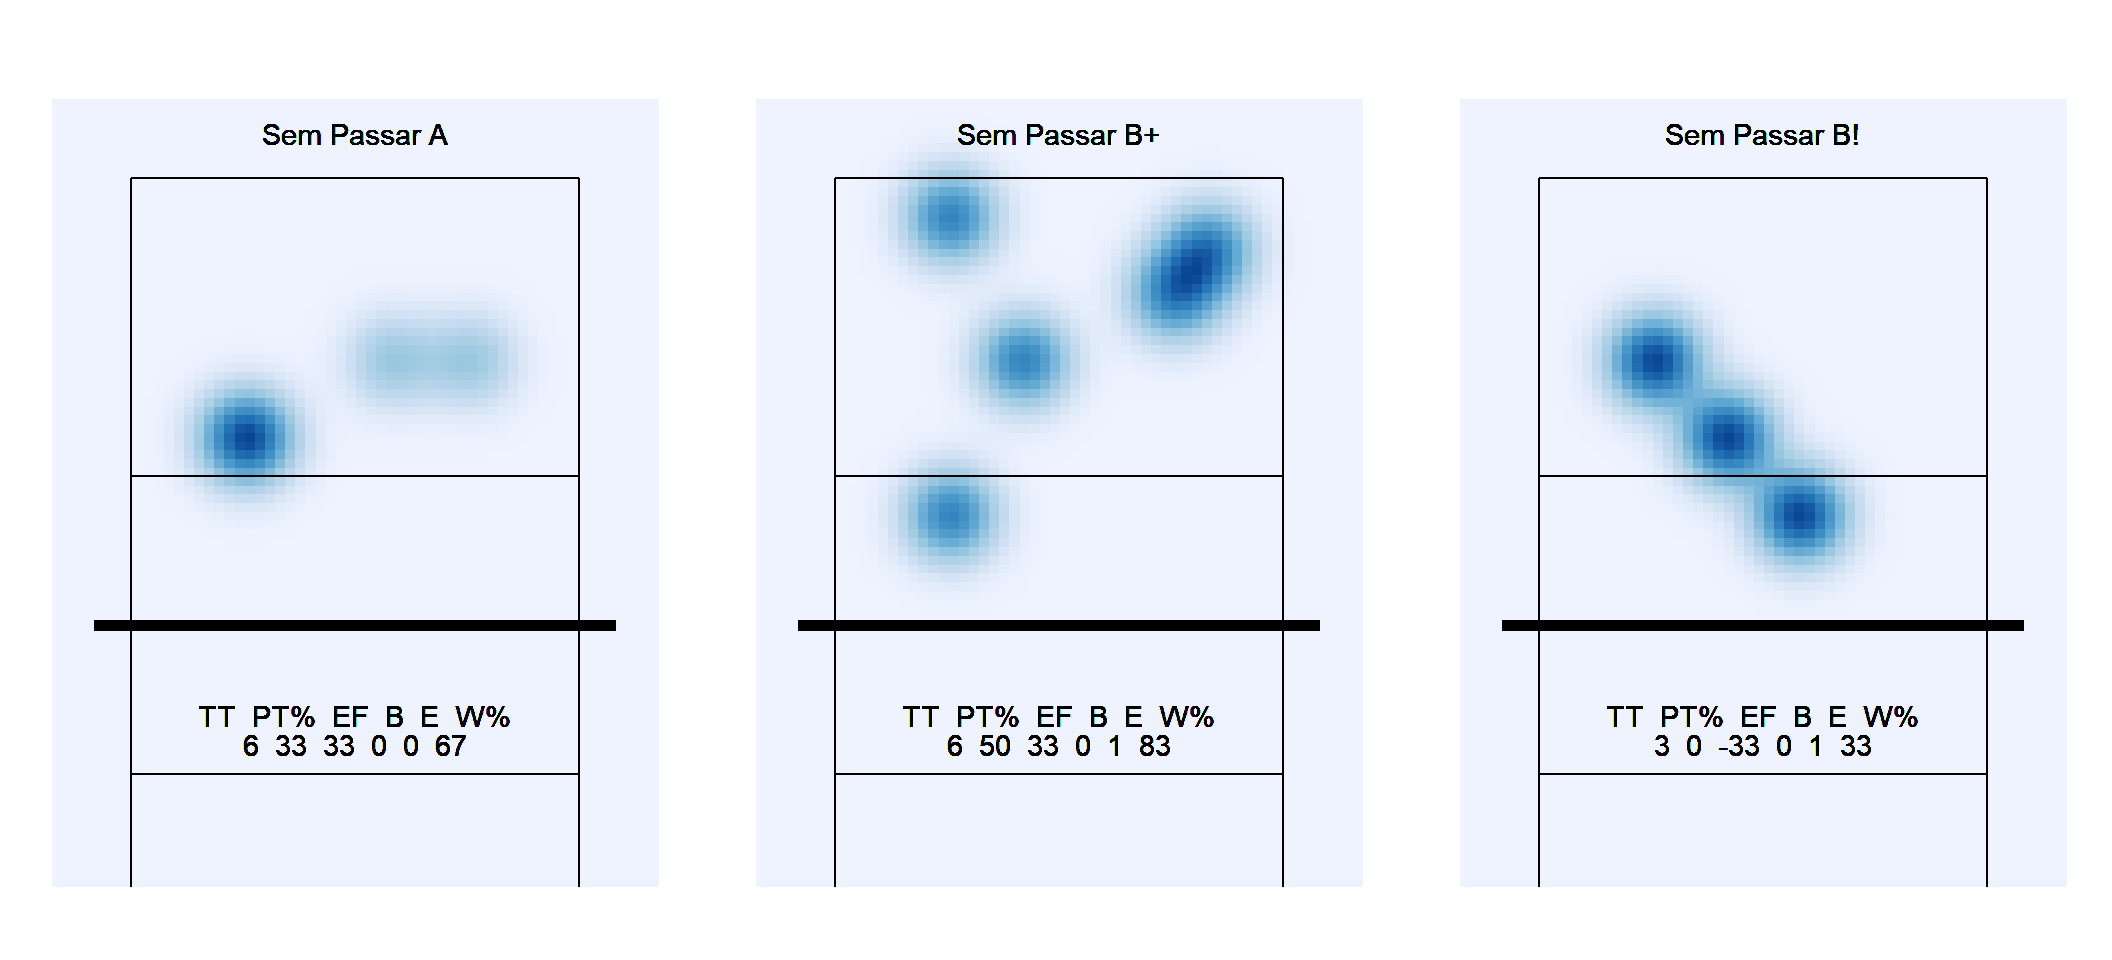 Sem Passar A
TT PT% EF B E W%
6 33 33 0 0 67
Sem Passar B+
TT PT% EF B E W%
6 50 33 0 1 83
Sem Passar B!
TT PT% EF B E W%
3 0 -33 0 1 33